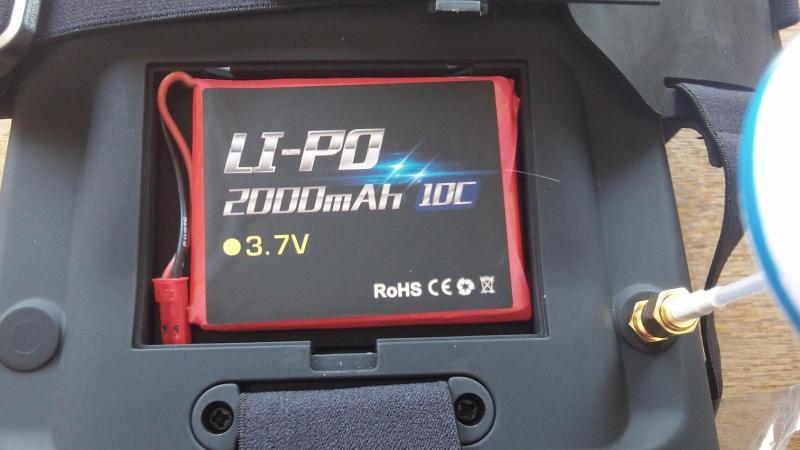 LI-PO
2000mAh 10C
3.7V
RoHS CE